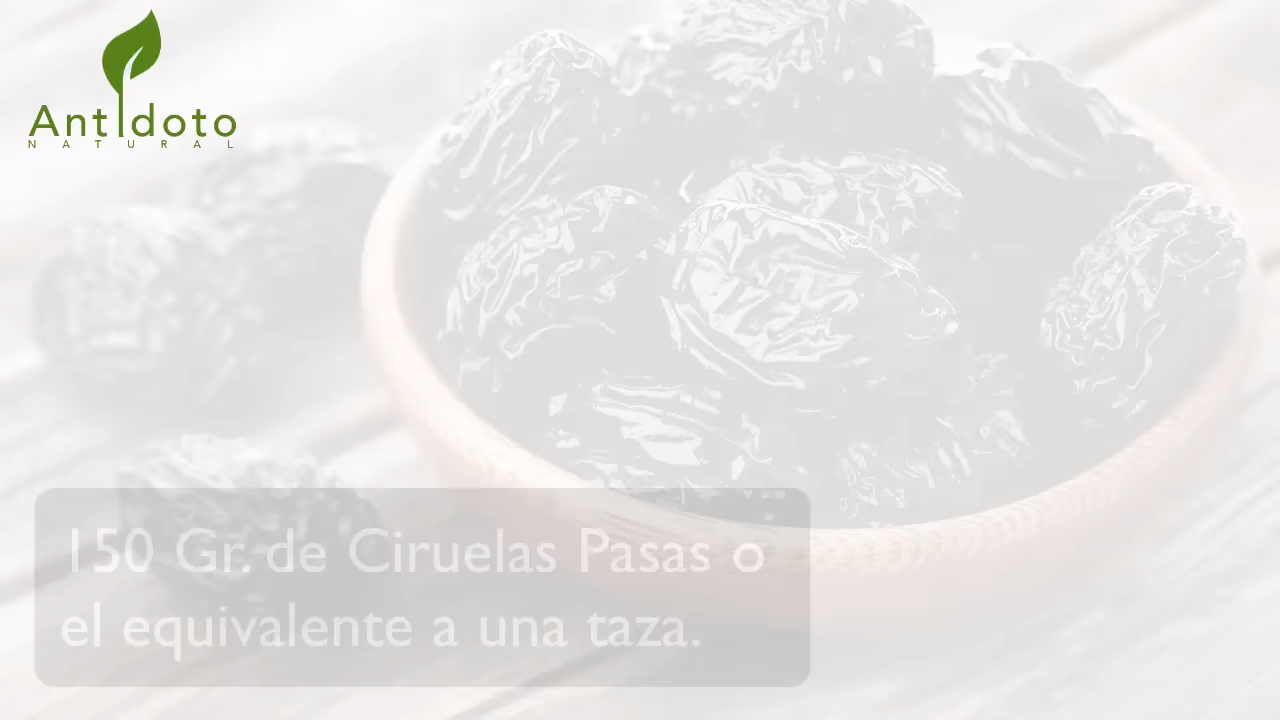 Antidoto
NATURAL
150 Gr. de Ciruelas Pasas o
el equivalente a una taza.